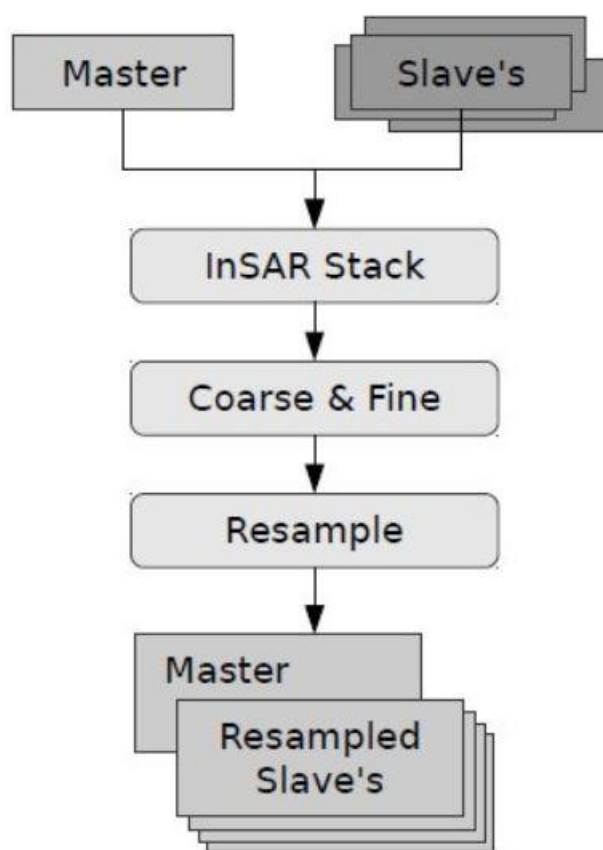 Master
Slave's
InSAR Stack
Coarse & Fine
Resample
Master
Resampled
Slave's